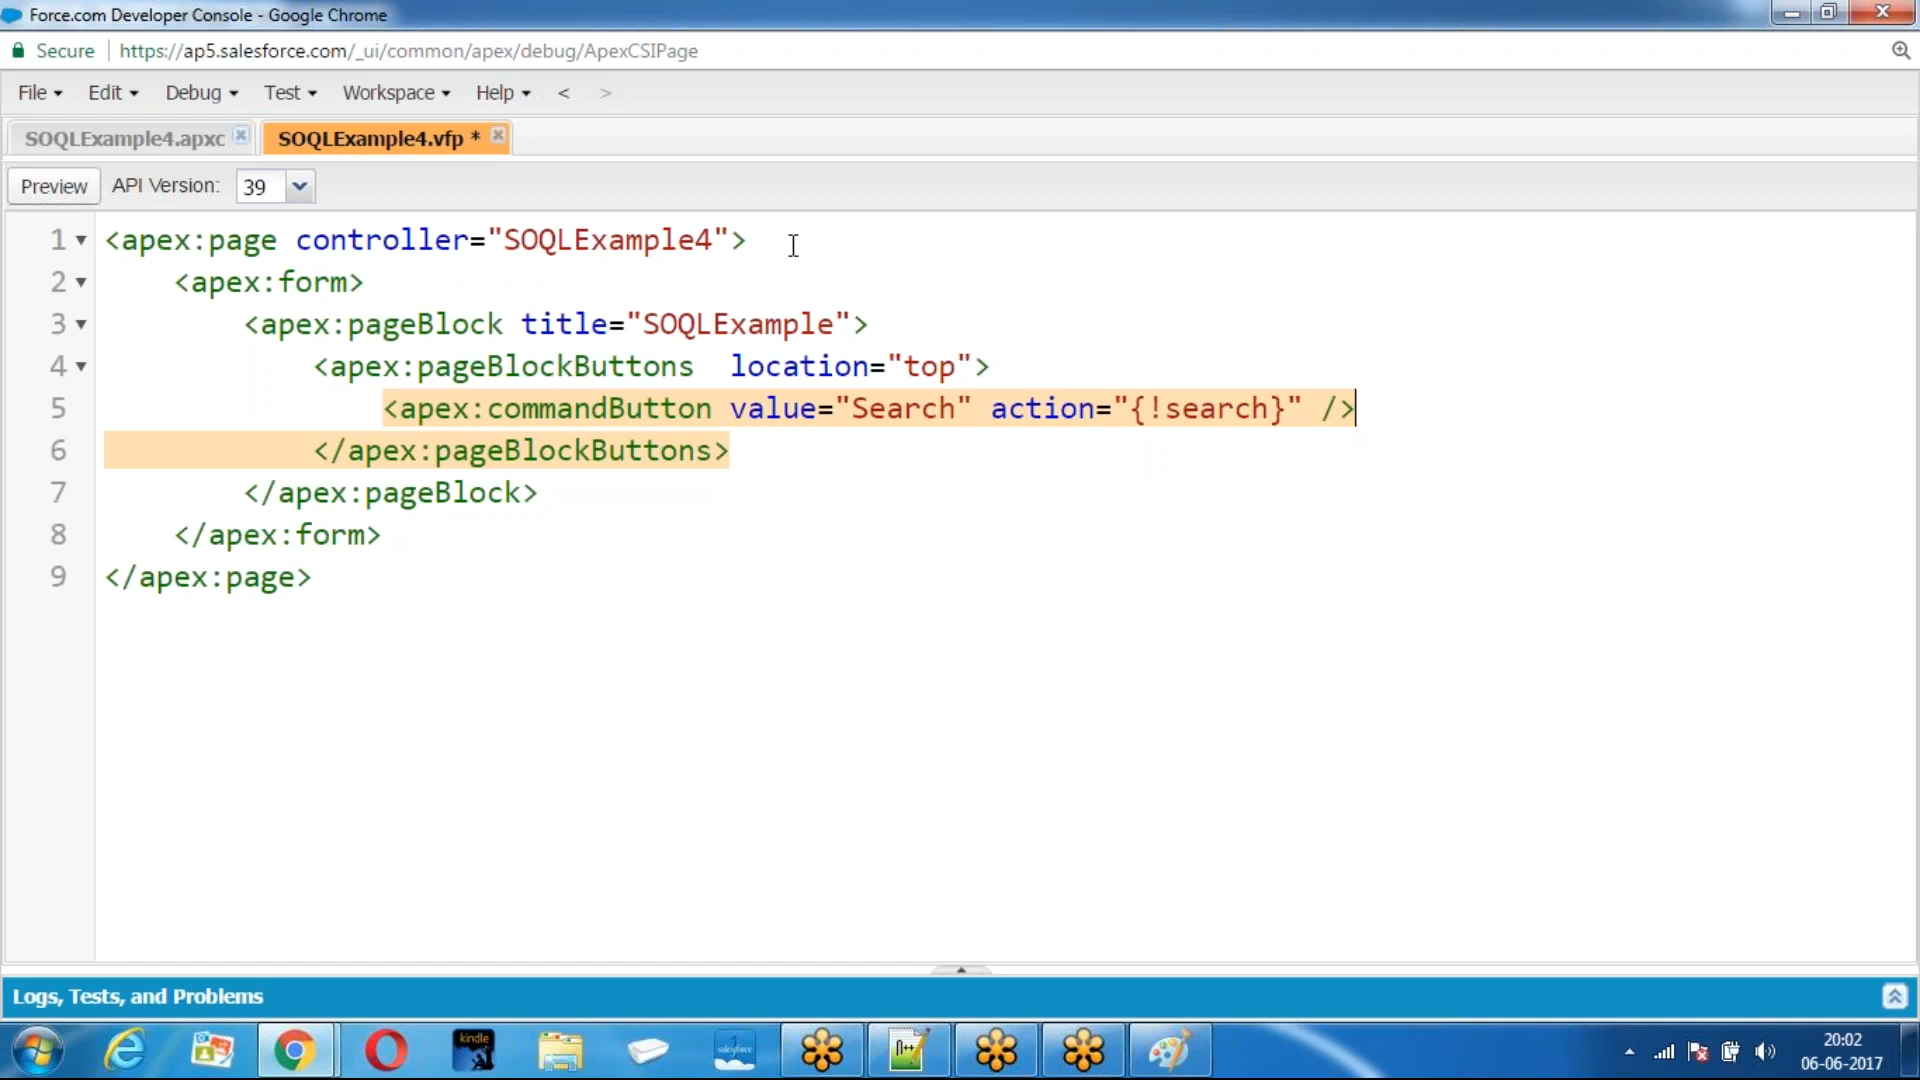 Force.com Developer Console - Google Chrome
Secure https://ap5.salesforce.com/_ui/common/apex/debug/ApexCSIPage
File Edit Debug Test Workspace Help < >
SOQLExample4.apxc SOQLExample4.vfp *
Preview API Version: 39
1 <apex:page controller="SOQLExample4">
2 <apex:form>
3 <apex:pageBlock title="SOQLExample">
4 <apex:pageBlockButtons location="top">
5 <apex:commandButton value="Search" action="{!search}" />
6 </apex:pageBlockButtons>
7 </apex:pageBlock>
8 </apex:form>
9 </apex:page>
Logs, Tests, and Problems
kindle
salesforce
20:02
06-06-2017